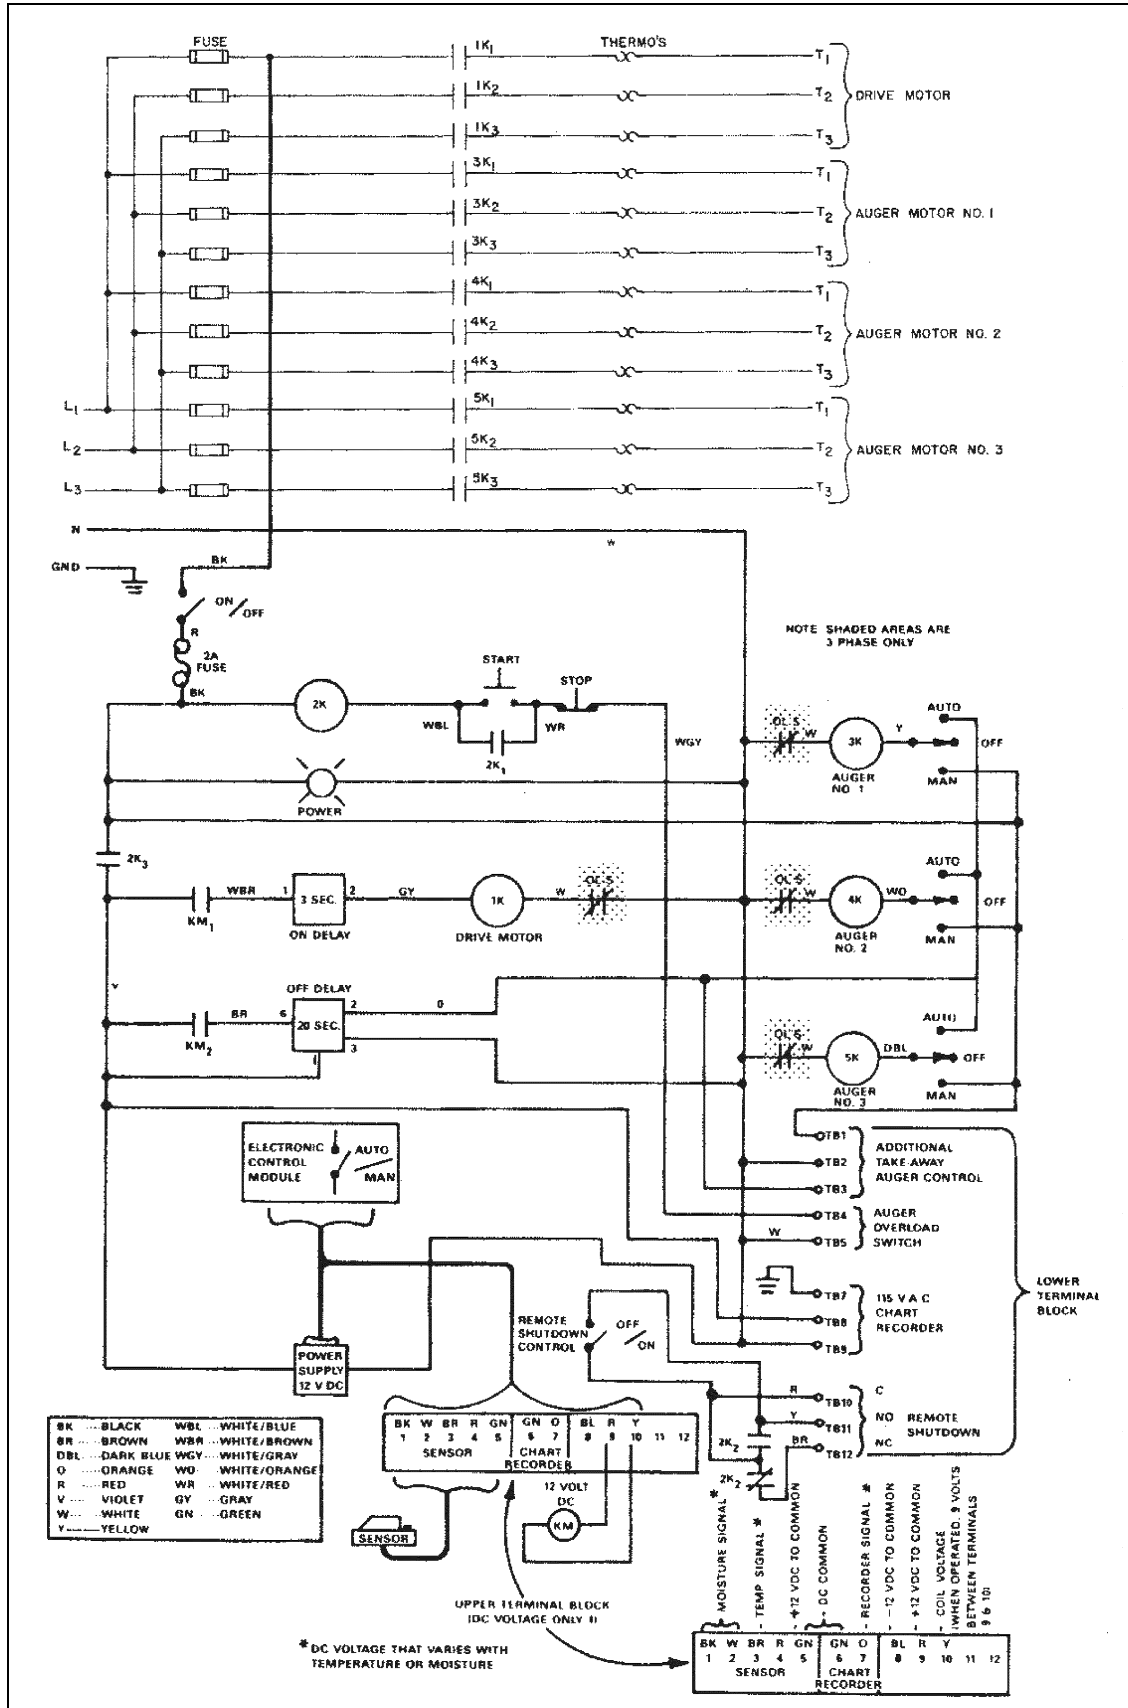 FUSE
THERMO'S
1K1
T1
1K2
T2
DRIVE MOTOR
1K3
T3
3K1
T1
3K2
T2
AUGER MOTOR NO. 1
3K3
T3
4K1
T1
4K2
T2
AUGER MOTOR NO. 2
4K3
T3
L1
5K1
T1
L2
5K2
T2
AUGER MOTOR NO. 3
L3
5K3
T3
N
W
GND
BK
ON/OFF
R
2A
FUSE
BK
NOTE SHADED AREAS ARE
3 PHASE ONLY
2K
START
STOP
WBL
WR
2K1
WGY
POWER
OL'S
W
3K
AUGER
NO. 1
Y
AUTO
OFF
MAN
2K3
KM1
WBR
1
3 SEC.
2
ON DELAY
GY
1K
DRIVE MOTOR
W
OL'S
OL'S
W
4K
AUGER
NO. 2
WO
AUTO
OFF
MAN
V
KM2
BR
6
OFF DELAY
20 SEC.
2
3
1
O
OL'S
W
5K
AUGER
NO. 3
DBL
AUTO
OFF
MAN
ELECTRONIC
CONTROL
MODULE
AUTO
/MAN
TB1
TB2
TB3
ADDITIONAL
TAKE-AWAY
AUGER CONTROL
TB4
W
TB5
AUGER
OVERLOAD
SWITCH
TB7
TB8
TB9
115 V A C
CHART
RECORDER
LOWER
TERMINAL
BLOCK
REMOTE
SHUTDOWN
CONTROL
OFF
/ON
POWER
SUPPLY
12 V DC
R
TB10
C
Y
TB11
NO
BR
TB12
NC
REMOTE
SHUTDOWN
2K2
2K2
BK ... BLACK WBL ... WHITE/BLUE
BR ... BROWN WBR ... WHITE/BROWN
DBL ... DARK BLUE WGY ... WHITE/GRAY
O ... ORANGE WO ... WHITE/ORANGE
R ... RED WR ... WHITE/RED
V ... VIOLET GY ... GRAY
W ... WHITE GN ... GREEN
Y ... YELLOW
BK W BR R GN GN O BL R Y
1 2 3 4 5 6 7 8 9 10 11 12
SENSOR
CHART
RECORDER
12 VOLT
DC
KM
SENSOR
UPPER TERMINAL BLOCK
(DC VOLTAGE ONLY !!)
* DC VOLTAGE THAT VARIES WITH
TEMPERATURE OR MOISTURE
MOISTURE SIGNAL *
- TEMP SIGNAL *
- +12 VDC TO COMMON
- DC COMMON
- RECORDER SIGNAL *
- -12 VDC TO COMMON
- +12 VDC TO COMMON
- COIL VOLTAGE
(WHEN OPERATED, 9 VOLTS
BETWEEN TERMINALS
9 & 10)
BK W BR R GN GN O BL R Y
1 2 3 4 5 6 7 8 9 10 11 12
SENSOR
CHART
RECORDER